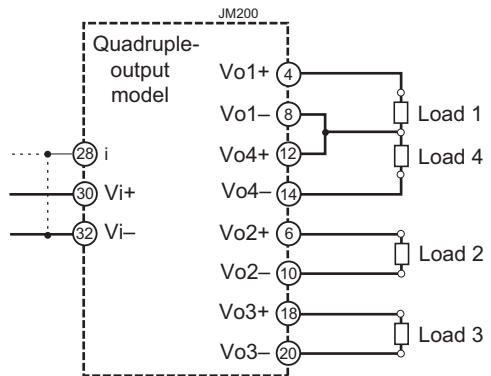 JM200
Quadruple-
output
model
Vo1+ 4
Vo1– 8
Load 1
Vo4+ 12
Load 4
28 i
30 Vi+
Vo4– 14
32 Vi–
Vo2+ 6
Load 2
Vo2– 10
Vo3+ 18
Load 3
Vo3– 20